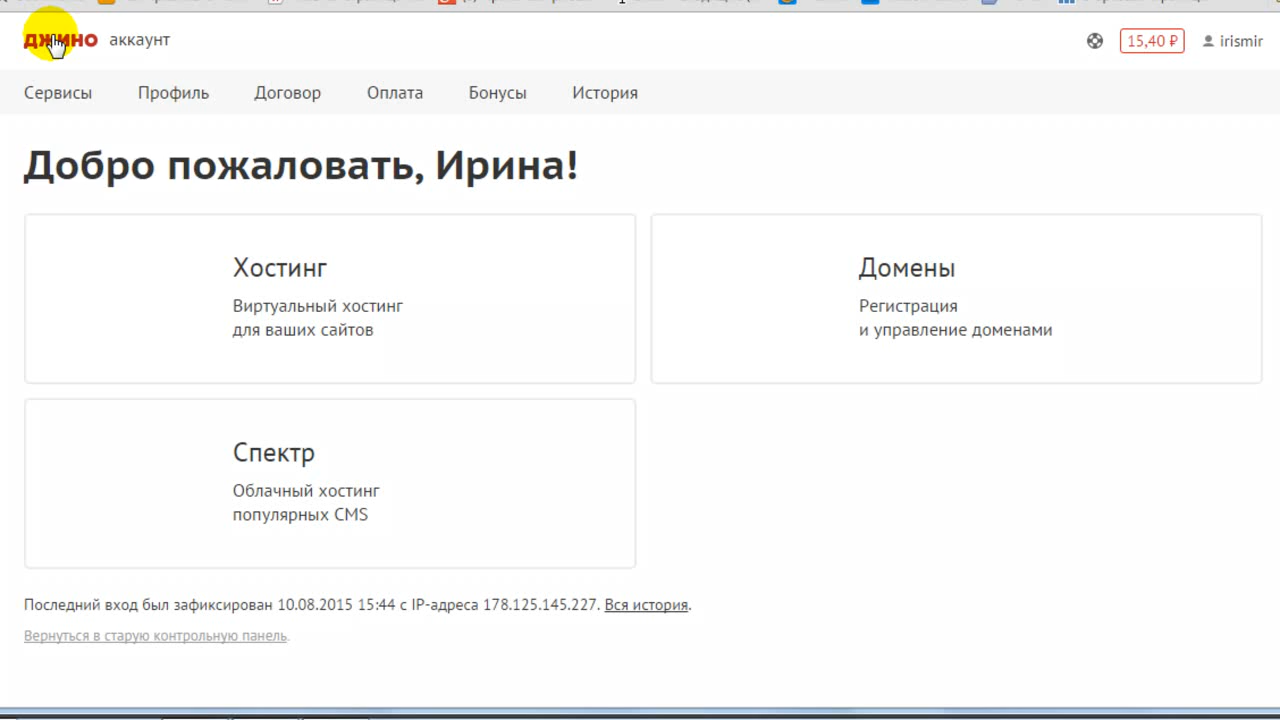 джино аккаунт
15,40 ₽
irismir
Сервисы Профиль Договор Оплата Бонусы История
Добро пожаловать, Ирина!
Хостинг
Виртуальный хостинг
для ваших сайтов
Домены
Регистрация
и управление доменами
Спектр
Облачный хостинг
популярных CMS
Последний вход был зафиксирован 10.08.2015 15:44 с IP-адреса 178.125.145.227. Вся история.
Вернуться в старую контрольную панель.